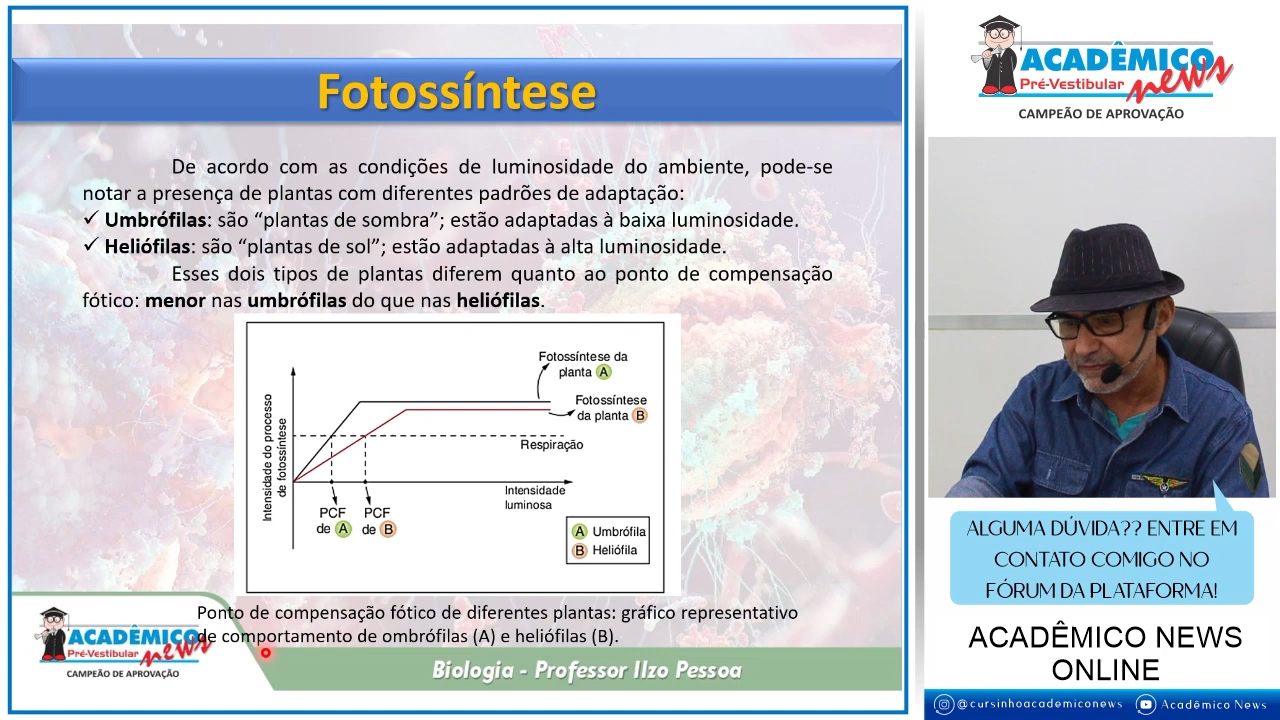 Fotossíntese
De acordo com as condições de luminosidade do ambiente, pode-se
notar a presença de plantas com diferentes padrões de adaptação:
✓ Umbrófilas: são “plantas de sombra”; estão adaptadas à baixa luminosidade.
✓ Heliófilas: são “plantas de sol”; estão adaptadas à alta luminosidade.
Esses dois tipos de plantas diferem quanto ao ponto de compensação
fótico: menor nas umbrófilas do que nas heliófilas.
Intensidade do processo
de fotossíntese
Fotossíntese da
planta A
Fotossíntese
da planta B
Respiração
Intensidade
luminosa
PCF
de A
PCF
de B
A Umbrófila
B Heliófila
Ponto de compensação fótico de diferentes plantas: gráfico representativo
de comportamento de ombrófilas (A) e heliófilas (B).
ACADÊMICO
Pré-Vestibular news
CAMPEÃO DE APROVAÇÃO
Biologia - Professor Ilzo Pessoa
ACADÊMICO
Pré-Vestibular news
CAMPEÃO DE APROVAÇÃO
ALGUMA DÚVIDA?? ENTRE EM
CONTATO COMIGO NO
FÓRUM DA PLATAFORMA!
ACADÊMICO NEWS
ONLINE
@cursinhoacademiconews
Acadêmico News